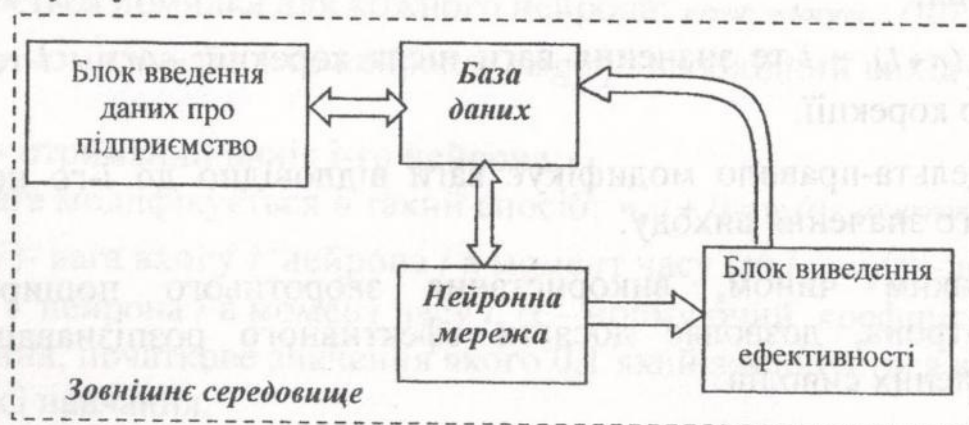 Блок введення
даних про
підприємство
База
даних
Нейронна
мережа
Блок виведення
ефективності
Зовнішнє середовище